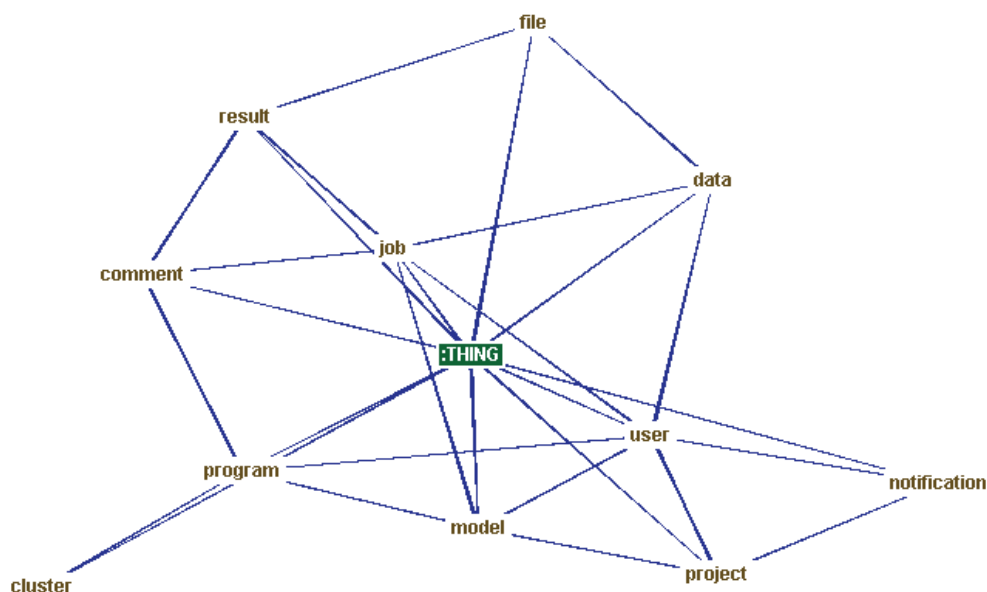 file
result
data
job
comment
:THING
user
program
notification
model
project
cluster